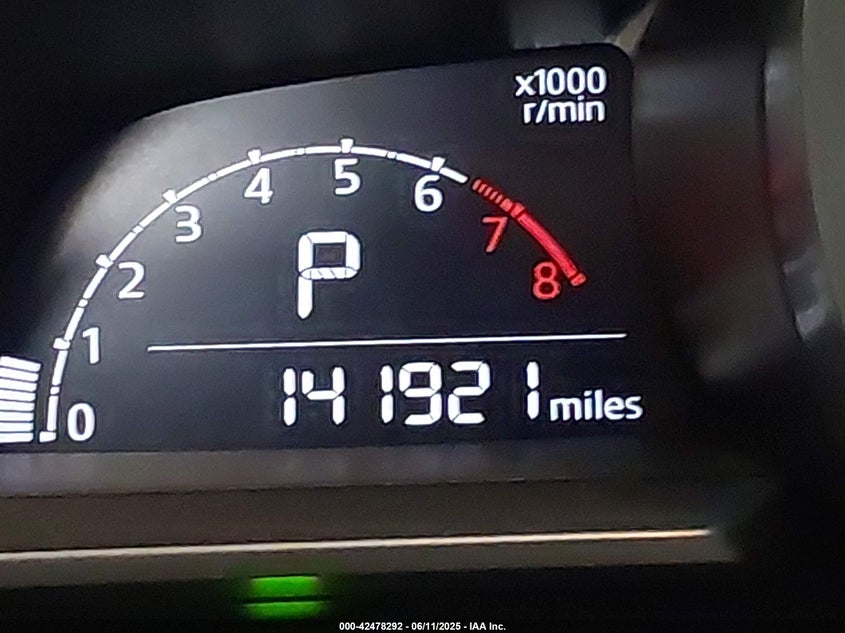 x1000
r/min
0 1 2 3 4 5 6 7 8
P
141921 miles
000-42478292 - 06/11/2025 - IAA Inc.